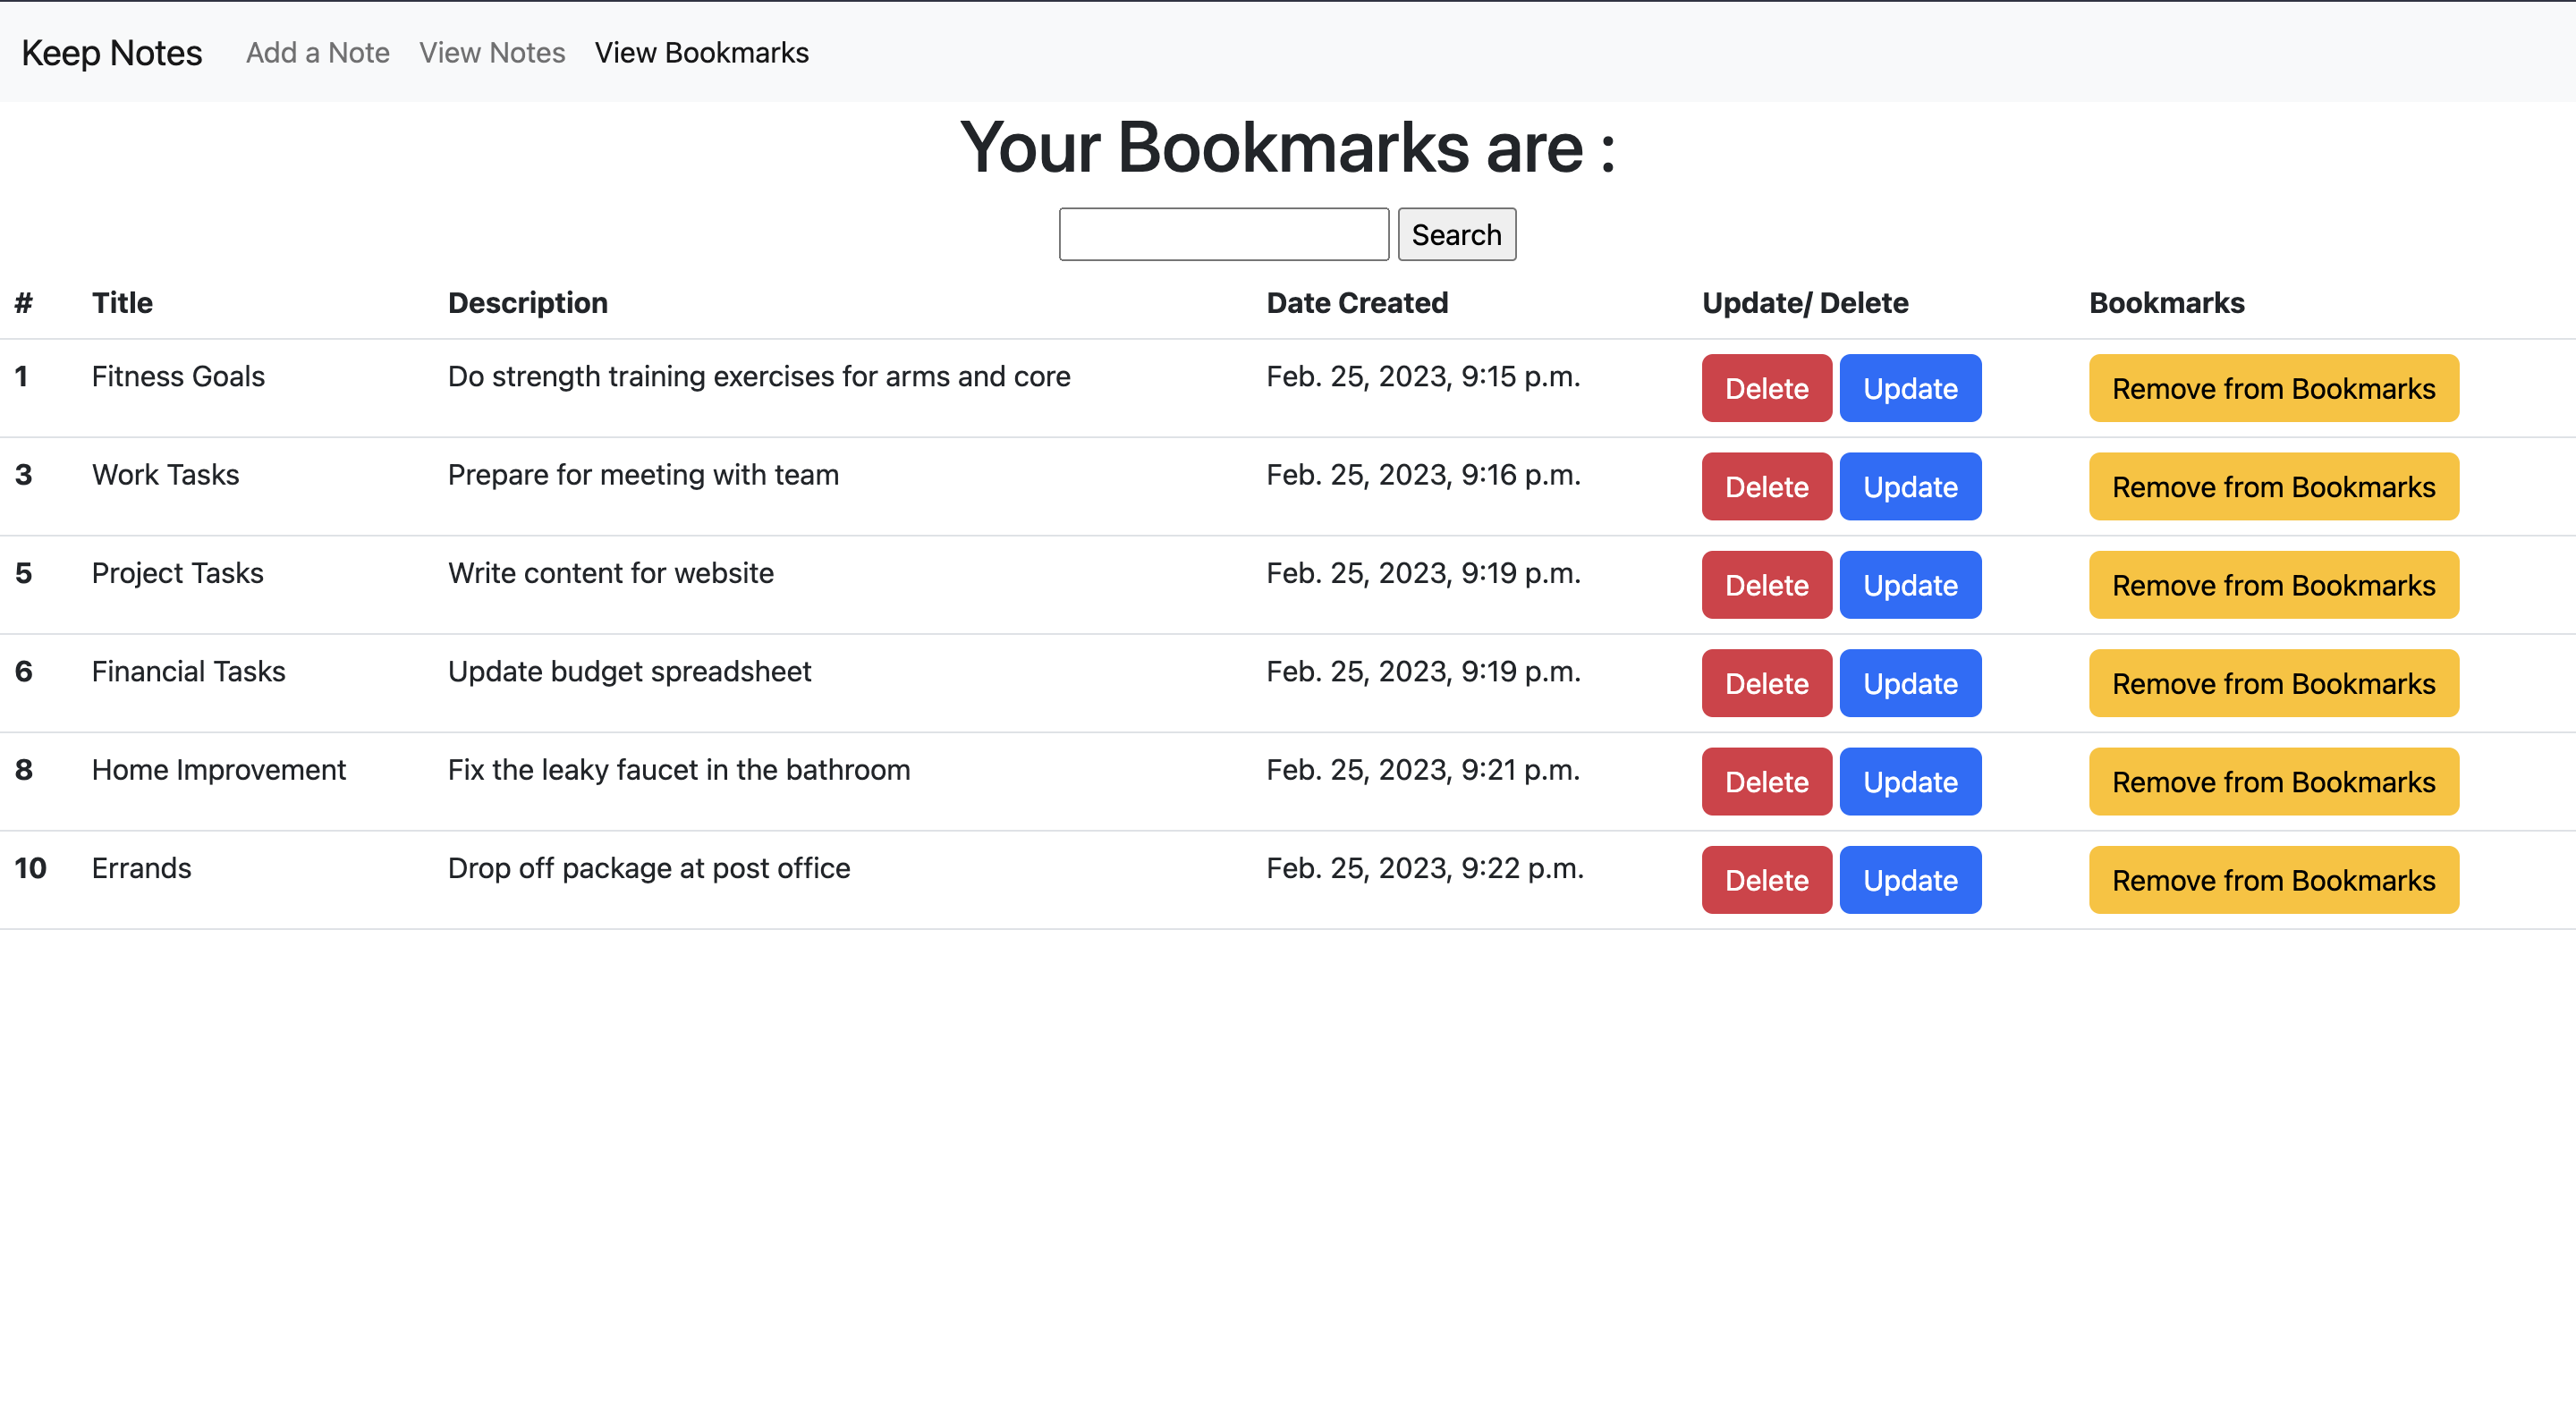 Keep Notes Add a Note View Notes View Bookmarks
Your Bookmarks are :
Search
# Title Description Date Created Update/ Delete Bookmarks
1 Fitness Goals Do strength training exercises for arms and core Feb. 25, 2023, 9:15 p.m. Delete Update Remove from Bookmarks
3 Work Tasks Prepare for meeting with team Feb. 25, 2023, 9:16 p.m. Delete Update Remove from Bookmarks
5 Project Tasks Write content for website Feb. 25, 2023, 9:19 p.m. Delete Update Remove from Bookmarks
6 Financial Tasks Update budget spreadsheet Feb. 25, 2023, 9:19 p.m. Delete Update Remove from Bookmarks
8 Home Improvement Fix the leaky faucet in the bathroom Feb. 25, 2023, 9:21 p.m. Delete Update Remove from Bookmarks
10 Errands Drop off package at post office Feb. 25, 2023, 9:22 p.m. Delete Update Remove from Bookmarks